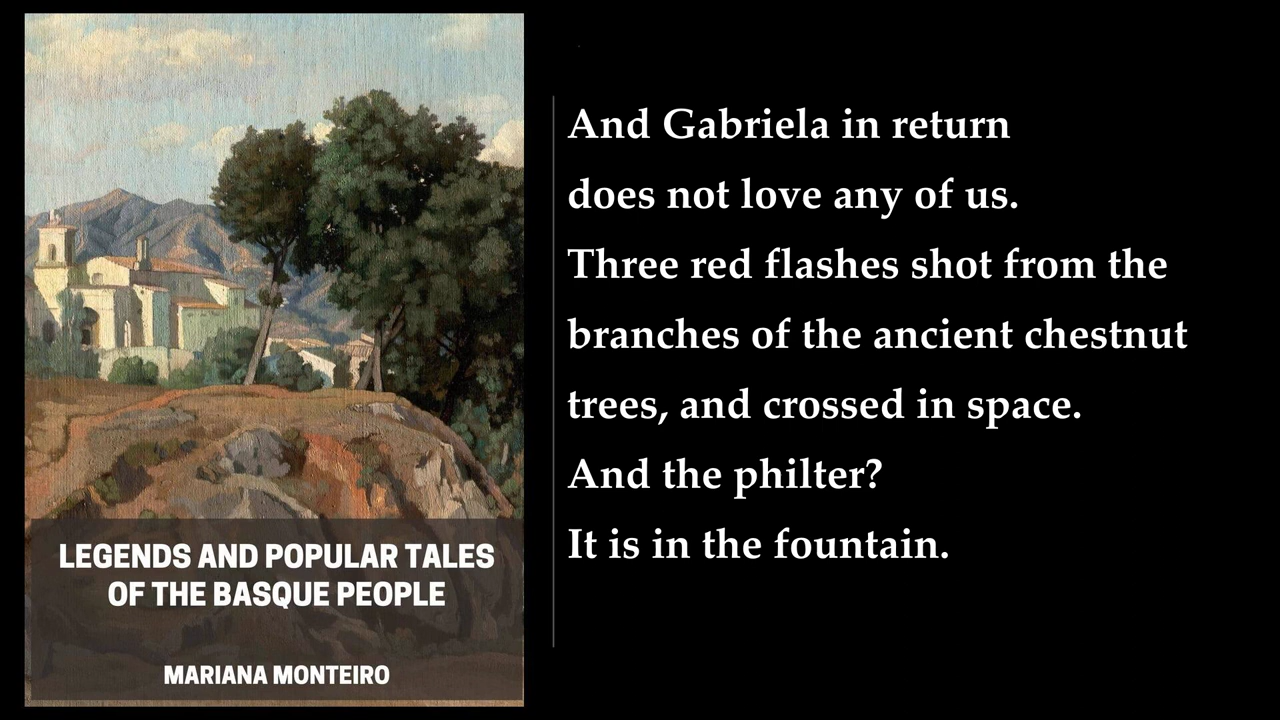 LEGENDS AND POPULAR TALES
OF THE BASQUE PEOPLE
MARIANA MONTEIRO
And Gabriela in return
does not love any of us.
Three red flashes shot from the
branches of the ancient chestnut
trees, and crossed in space.
And the philter?
It is in the fountain.